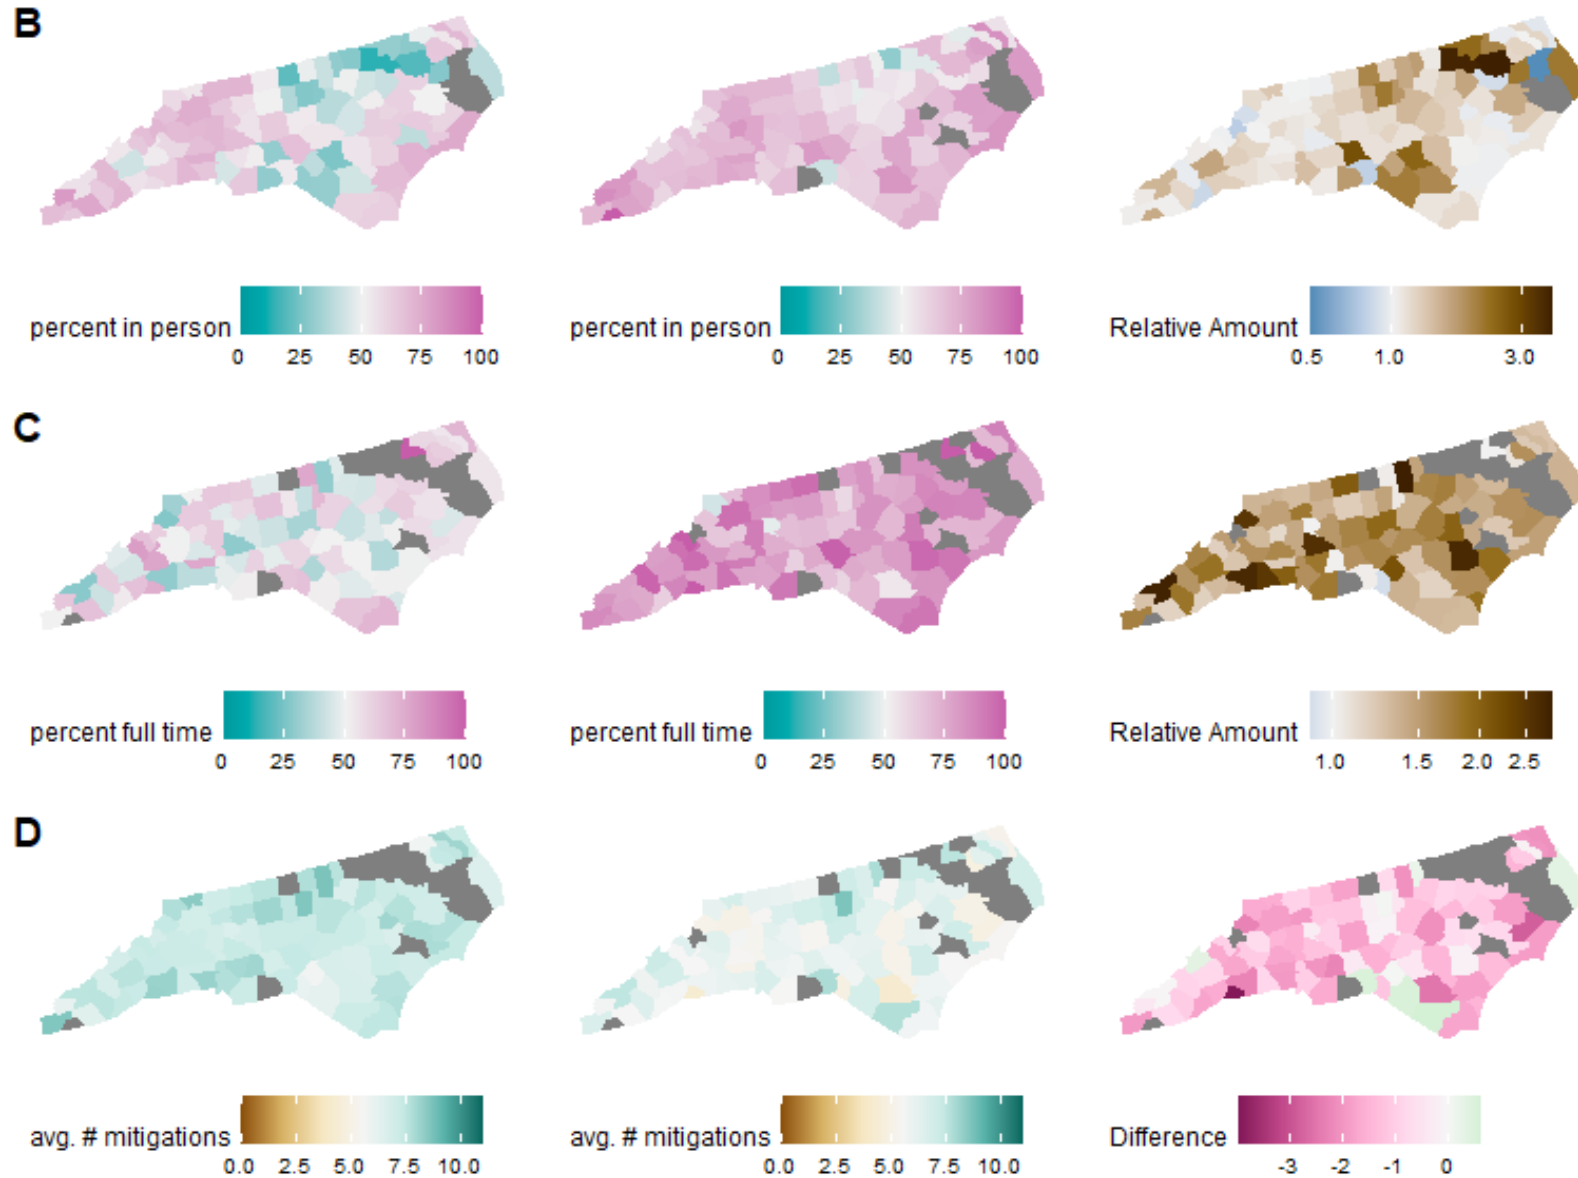 B
percent in person
0 25 50 75 100
percent in person
0 25 50 75 100
Relative Amount
0.5 1.0 3.0
C
percent full time
0 25 50 75 100
percent full time
0 25 50 75 100
Relative Amount
1.0 1.5 2.0 2.5
D
avg. # mitigations
0.0 2.5 5.0 7.5 10.0
avg. # mitigations
0.0 2.5 5.0 7.5 10.0
Difference
-3 -2 -1 0